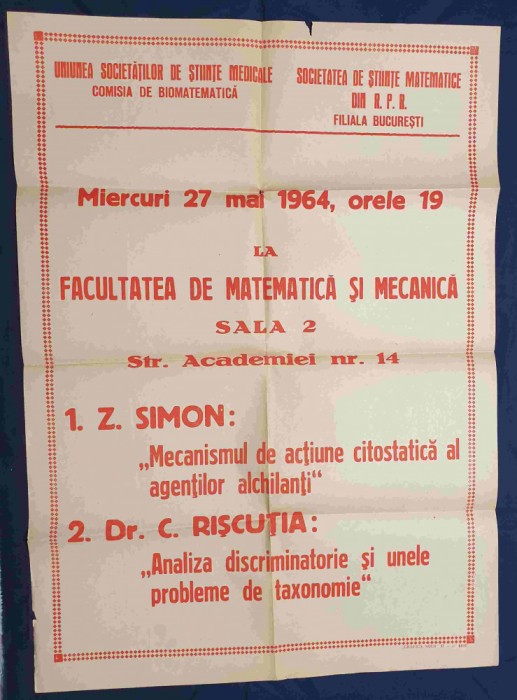 UNIUNEA SOCIETĂȚILOR DE ȘTIINȚE MEDICALE
COMISIA DE BIOMATEMATICĂ
SOCIETATEA DE ȘTIINȚE MATEMATICE
DIN R. P. R.
FILIALA BUCUREȘTI
Miercuri 27 mai 1964, orele 19
LA
FACULTATEA DE MATEMATICĂ ȘI MECANICĂ
SALA 2
Str. Academiei nr. 14
1. Z. SIMON:
„Mecanismul de acțiune citostatică al
agenților alchilanți“
2. Dr. C. RIȘCUȚIA:
„Analiza discriminatorie și unele
probleme de taxonomie“